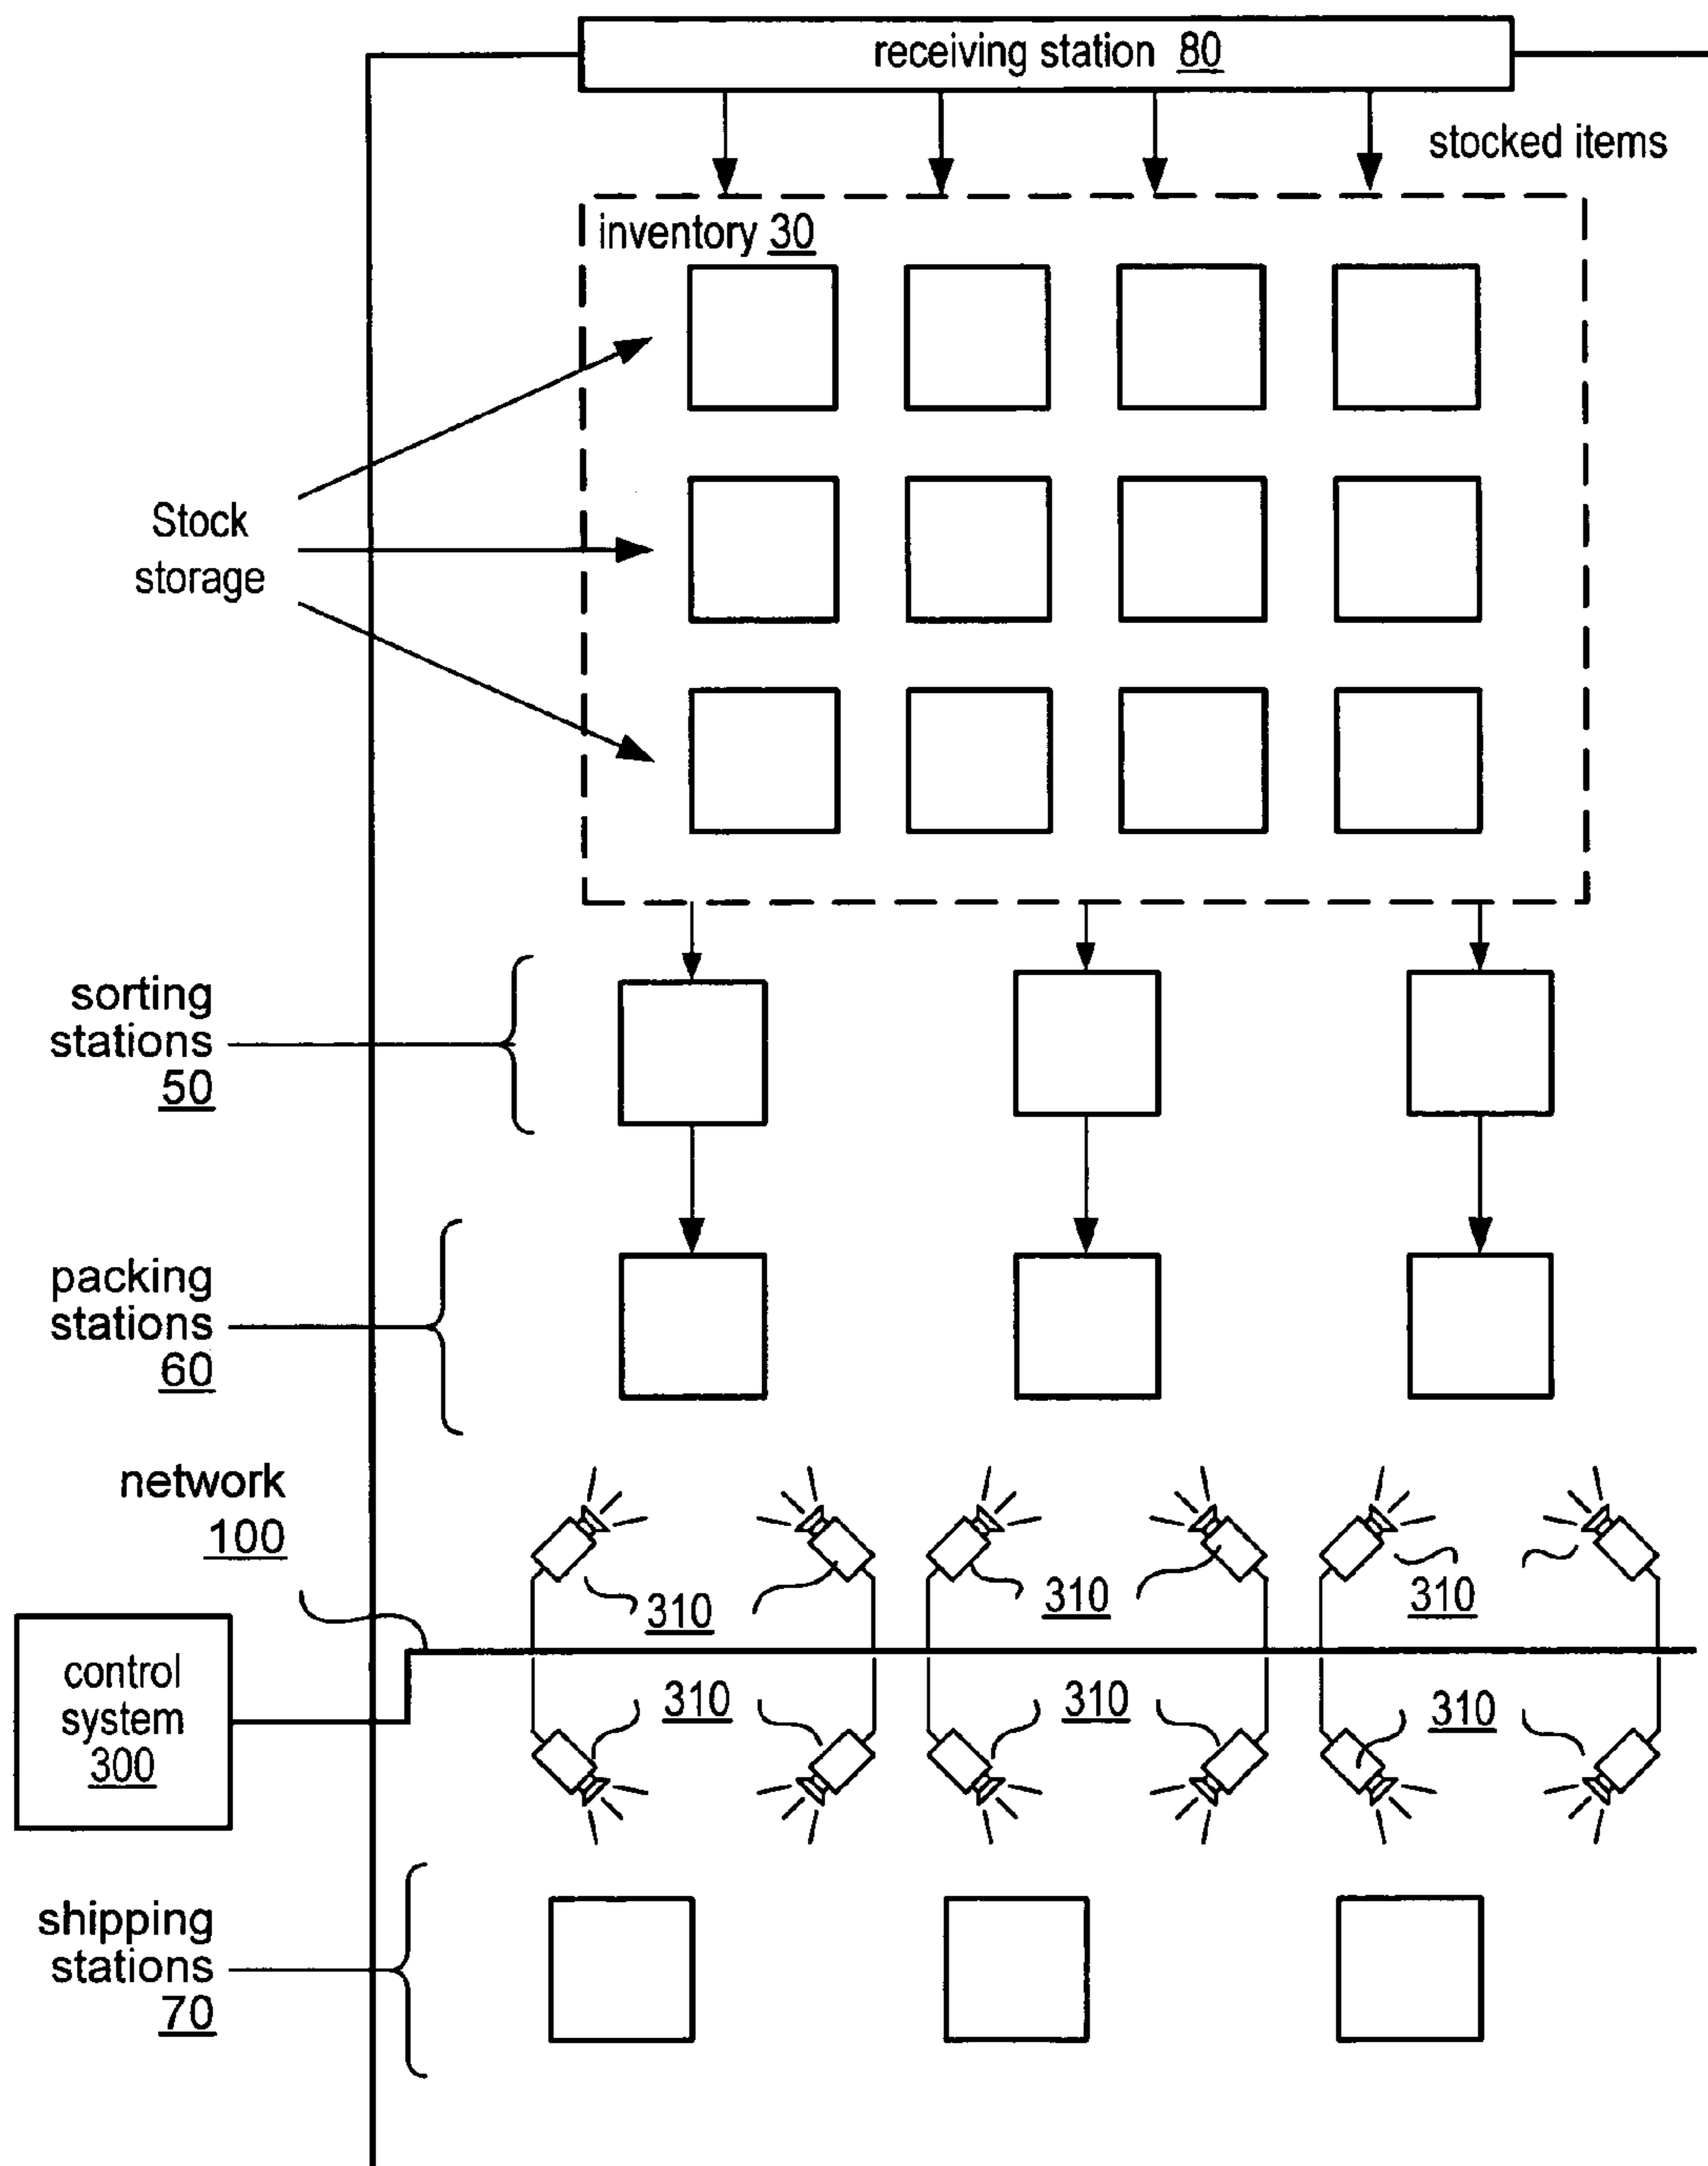 receiving station 80
stocked items
inventory 30
Stock
storage
sorting
stations
50
packing
stations
60
network
100
310
310
310
control
system
300
310
310
310
shipping
stations
70